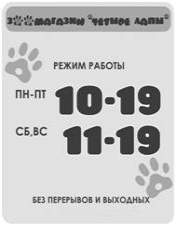 ЗООМАГАЗИН "ЧЕТЫРЕ ЛАПЫ"
РЕЖИМ РАБОТЫ
ПН-ПТ 10-19
СБ,ВС 11-19
БЕЗ ПЕРЕРЫВОВ И ВЫХОДНЫХ